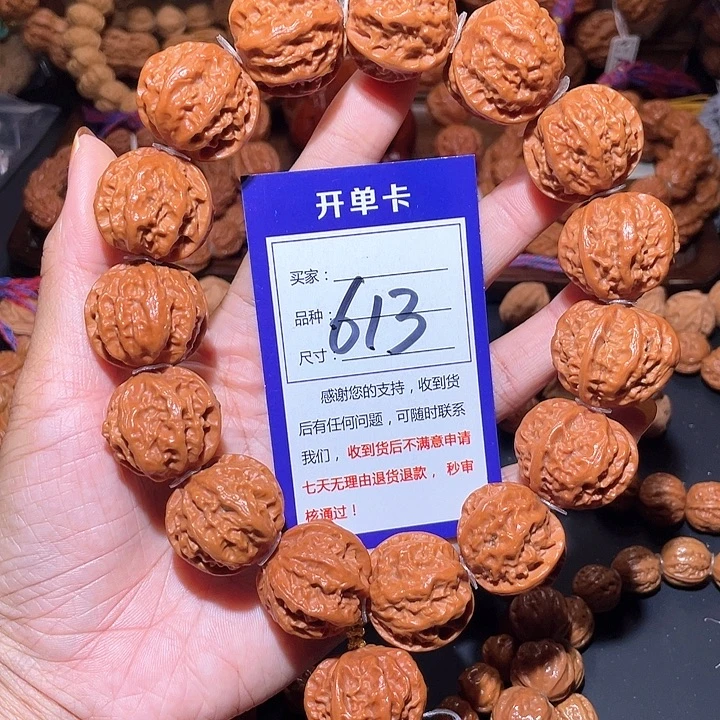 开单卡
买家：
品种：
613
尺寸：
感谢您的支持，收到货
后有任何问题，可随时联系
我们，收到货后不满意申请
七天无理由退货退款，秒审
核通过！